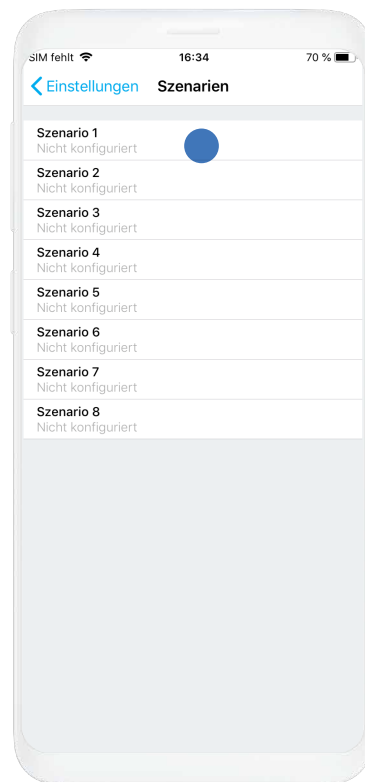 SIM fehlt 16:34 70 %
Einstellungen Szenarien
Szenario 1
Nicht konfiguriert
Szenario 2
Nicht konfiguriert
Szenario 3
Nicht konfiguriert
Szenario 4
Nicht konfiguriert
Szenario 5
Nicht konfiguriert
Szenario 6
Nicht konfiguriert
Szenario 7
Nicht konfiguriert
Szenario 8
Nicht konfiguriert